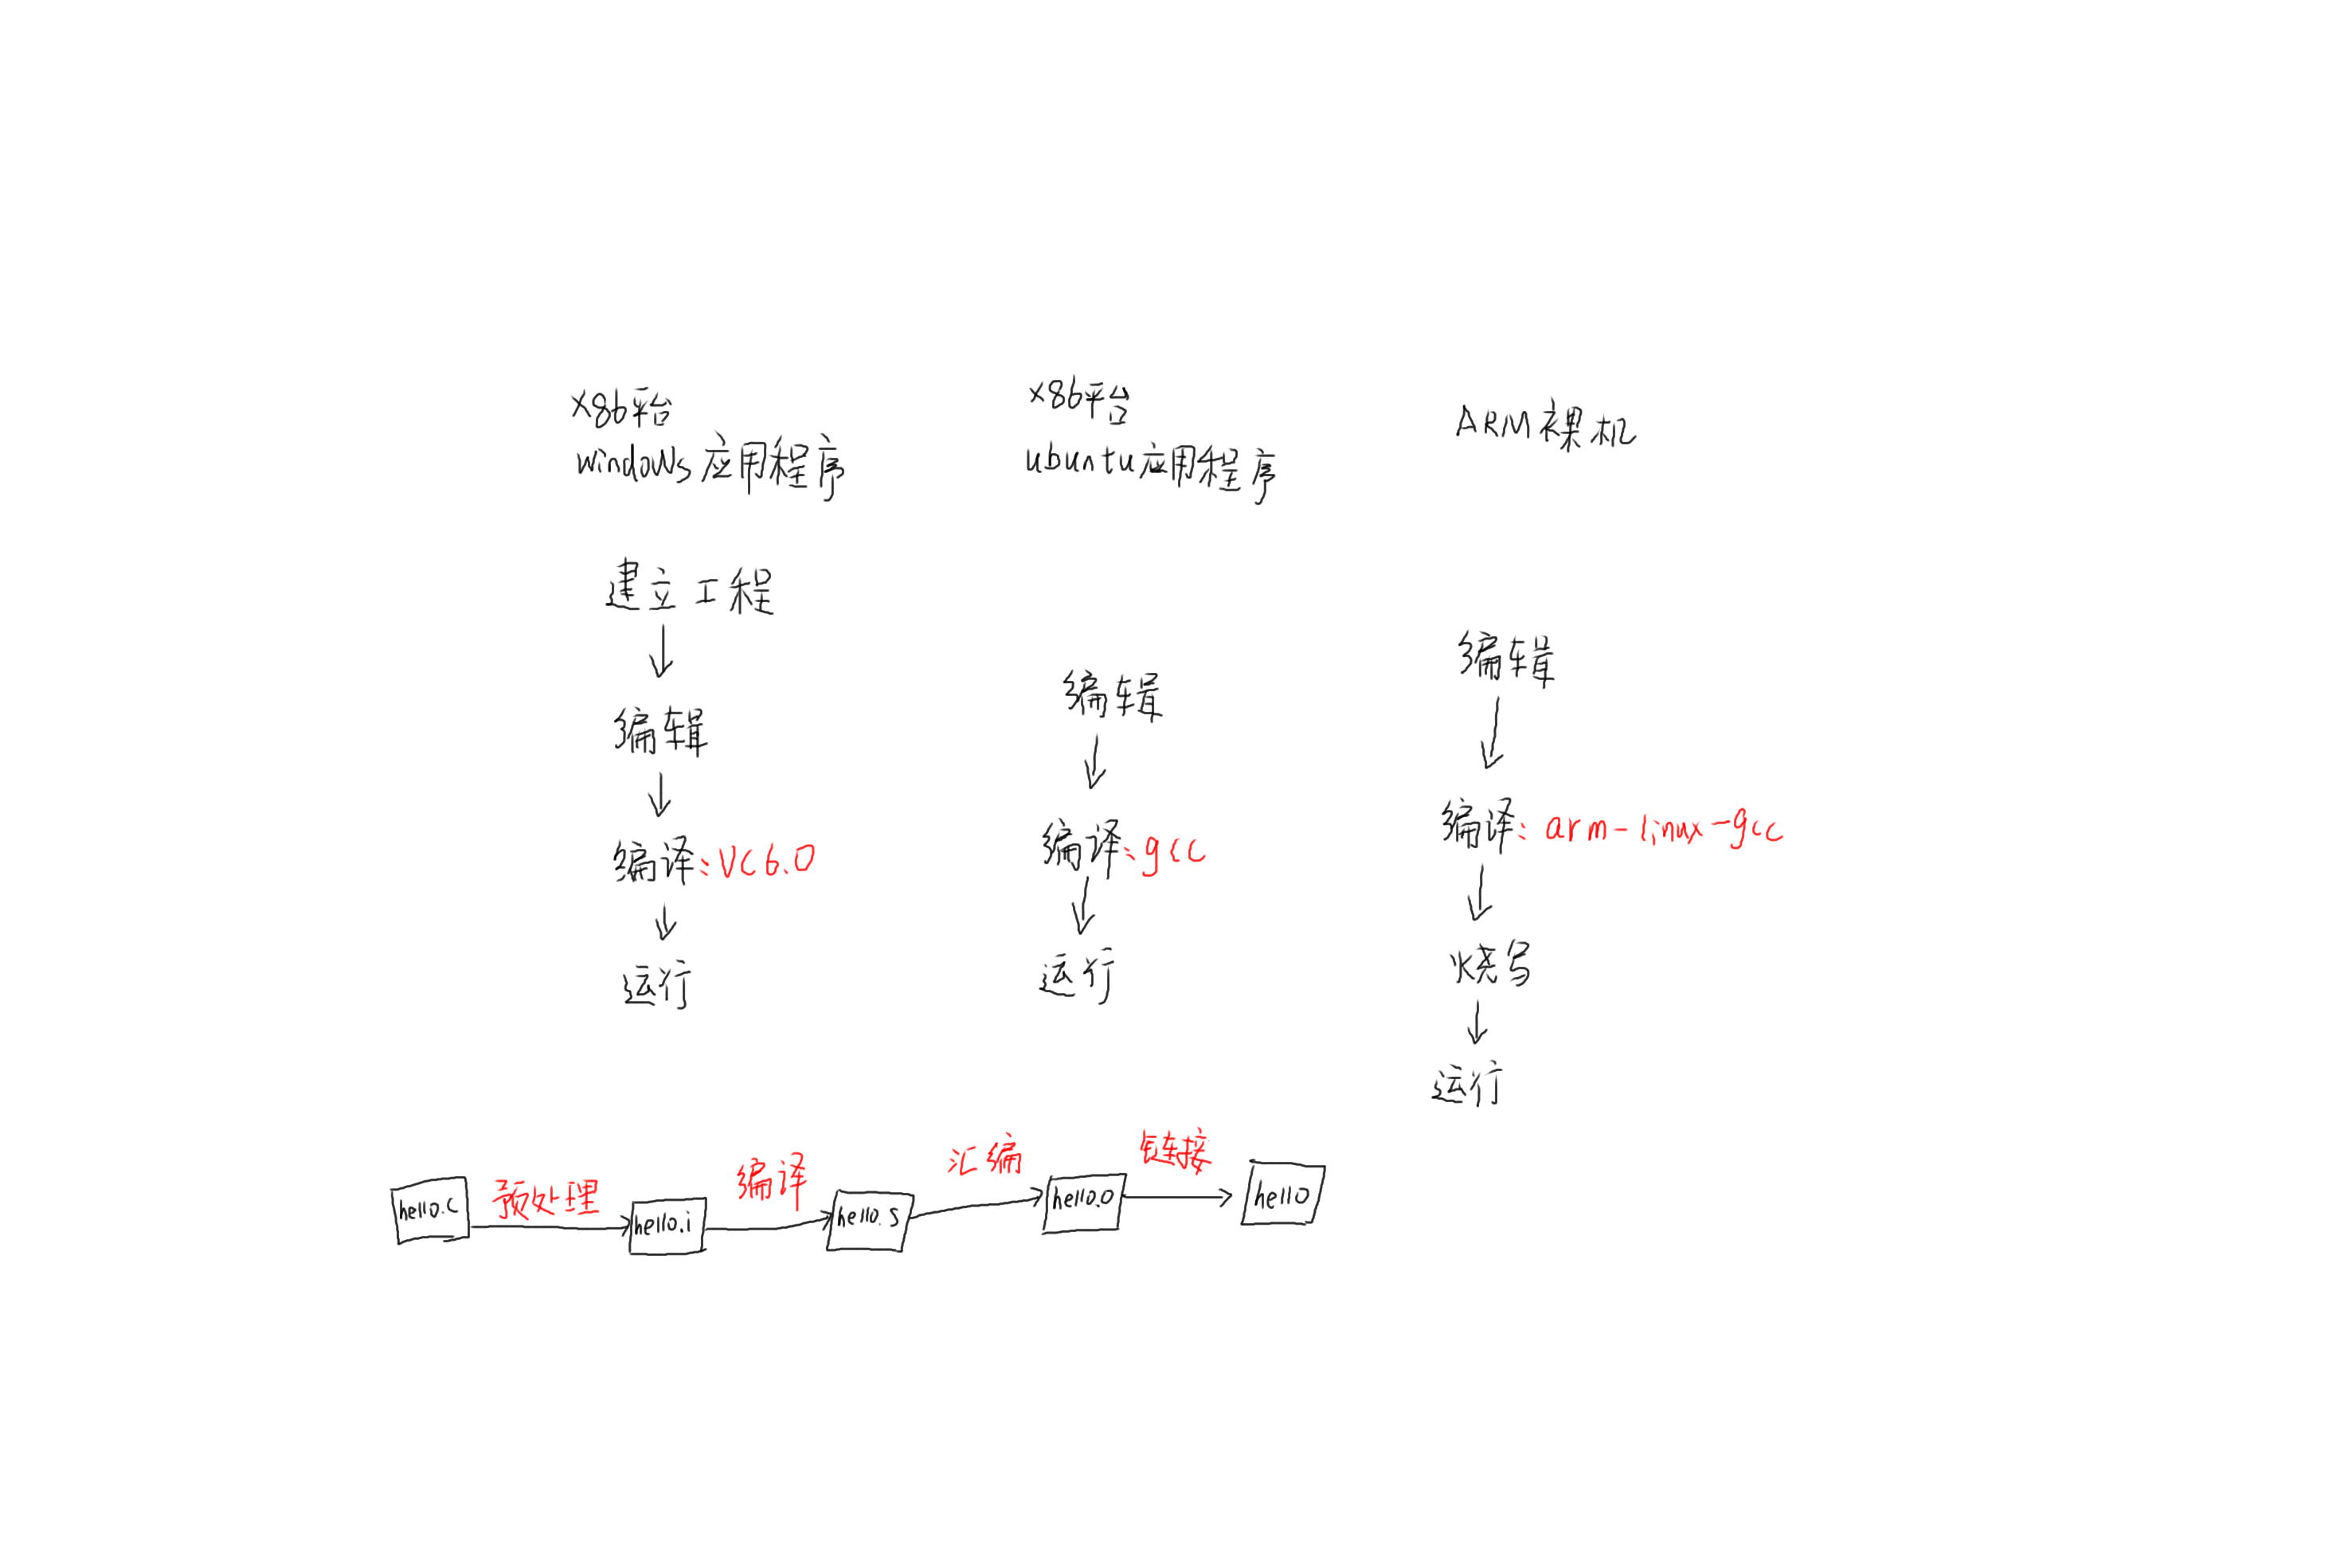 x86平台
windows应用程序
建立工程
编辑
编译:VC6.0
运行
x86平台
ubuntu应用程序
编辑
编译:gcc
运行
ARM裸机
编辑
编译:arm-linux-gcc
烧写
运行
hello.c
预处理
hello.i
编译
hello.s
汇编
hello.o
链接
hello